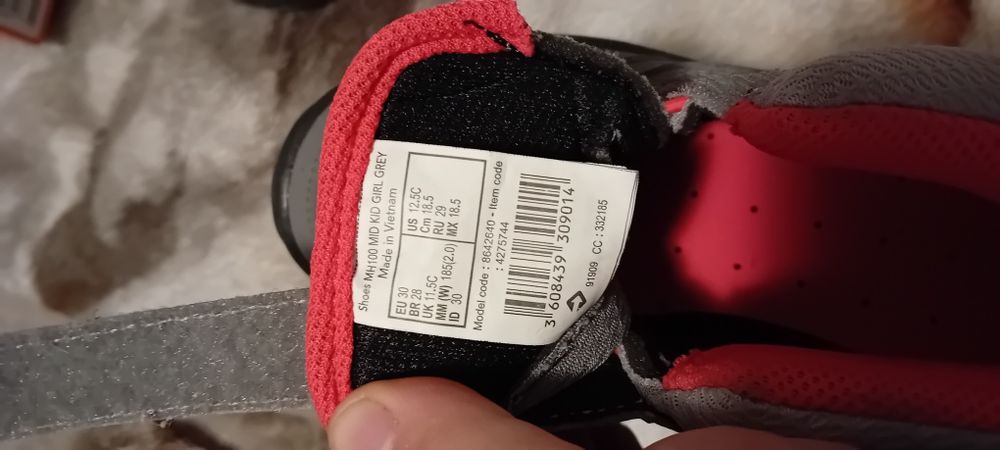 Shoes MH100 MID KID GIRL GREY
Made in Vietnam
EU 30
BR 28
UK 11.5C
MM (W) 185(2.0)
ID 30
US 12.5C
Cm 18.5
RU 29
MX 18.5
Model code : 8642640 - Item code
: 4275744
3 608439 309014
91909 CC : 332185